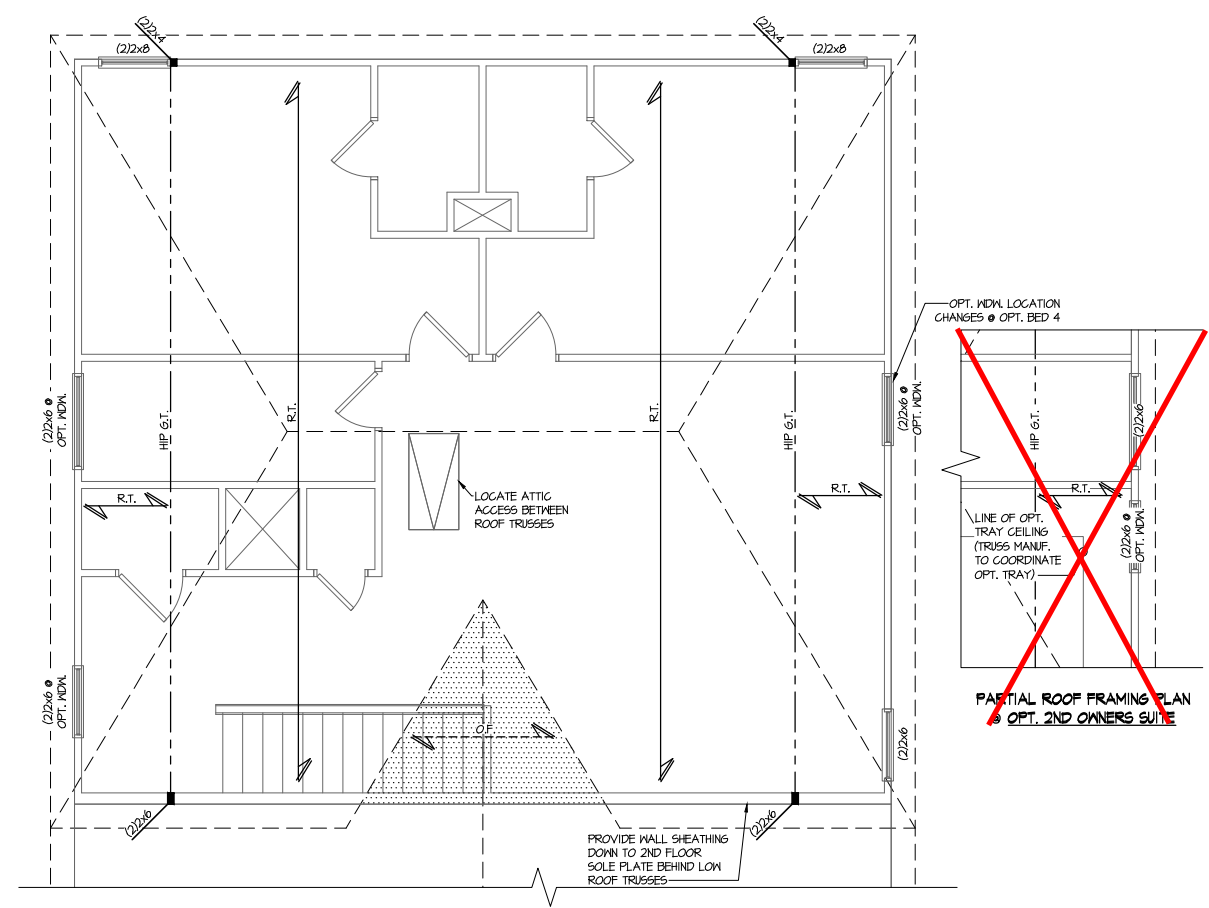 (2)2x4
(2)2x4
(2)2x8
(2)2x8
OPT. WDW. LOCATION
CHANGES @ OPT. BED 4
(2)2x6 @
OPT. WDW.
HIP G.T.
R.T.
R.T.
HIP G.T.
(2)2x6 @
OPT. WDW.
HIP G.T.
(2)2x6
R.T.
LOCATE ATTIC
ACCESS BETWEEN
ROOF TRUSSES
R.T.
R.T.
LINE OF OPT.
TRAY CEILING
(TRUSS MANUF.
TO COORDINATE
OPT. TRAY)
(2)2x6 @
OPT. WDW.
(2)2x6 @
OPT. WDW.
PARTIAL ROOF FRAMING PLAN
@ OPT. 2ND OWNERS SUITE
O.F.
(2)2x6
(2)2x6
(2)2x6
PROVIDE WALL SHEATHING
DOWN TO 2ND FLOOR
SOLE PLATE BEHIND LOW
ROOF TRUSSES